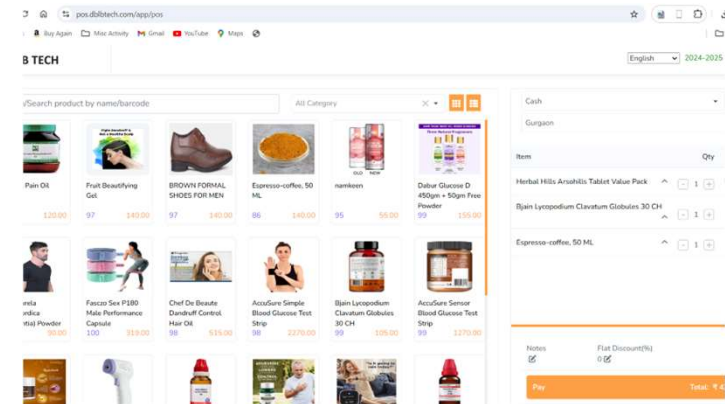 pos.dblbtech.com/app/pos
Buy Again
Misc Activity
Gmail
YouTube
Maps
B TECH
English
2024-2025
/Search product by name/barcode
All Category
Cash
Gurgaon
Item
Qty
Herbal Hills Arsohills Tablet Value Pack
1
Bjain Lycopodium Clavatum Globules 30 CH
1
Espresso-coffee, 50 ML
1
Pain Oil
120.00
Fruit Beautifying
Gel
97
140.00
BROWN FORMAL
SHOES FOR MEN
97
140.00
Espresso-coffee, 50
ML
86
140.00
OLD NEW
namkeen
95
55.00
Dabur Glucose D
450gm + 50gm Free
Powder
99
155.00
Powder
90.00
Fasczo Sex P180
Male Performance
Capsule
100
919.00
Chef De Beaute
Dandruff Control
Hair Oil
98
515.00
AccuSure Simple
Blood Glucose Test
Strip
98
2270.00
Bjain Lycopodium
Clavatum Globules
30 CH
99
105.00
AccuSure Sensor
Blood Glucose Test
Strip
99
1270.00
Notes
Flat Discount(%)
0
Pay
Total: ₹ 4